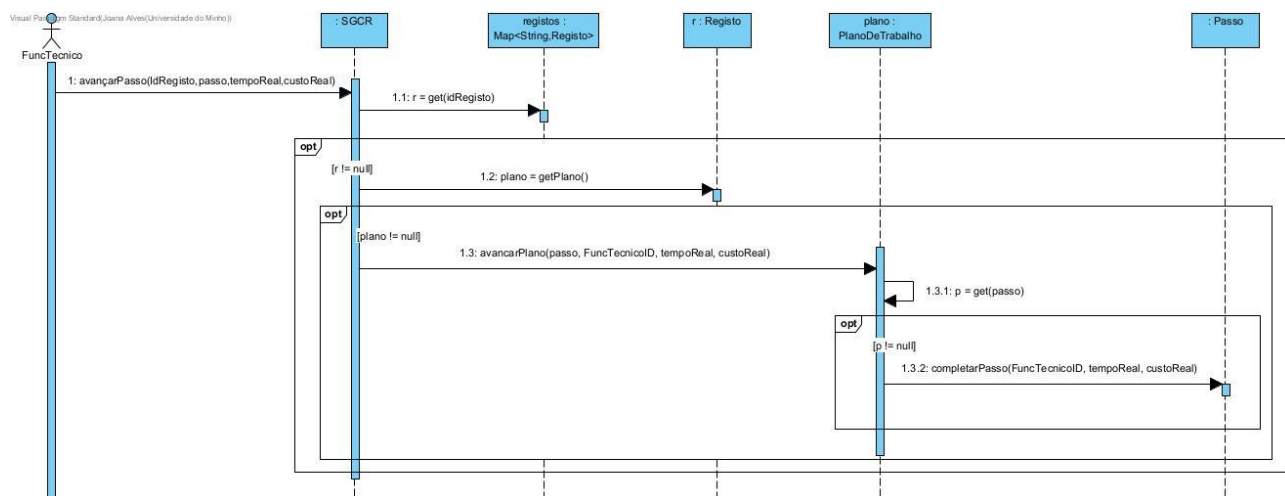 Visual Paradigm Standard(Joana Alves(Universidade do Minho))
FuncTecnico
: SGCR
registos :
Map<String,Registo>
r : Registo
plano :
PlanoDeTrabalho
: Passo
1: avançarPasso(IdRegisto,passo,tempoReal,custoReal)
1.1: r = get(idRegisto)
opt
[r != null]
1.2: plano = getPlano()
opt
[plano != null]
1.3: avancarPlano(passo, FuncTecnicoID, tempoReal, custoReal)
1.3.1: p = get(passo)
opt
[p != null]
1.3.2: completarPasso(FuncTecnicoID, tempoReal, custoReal)